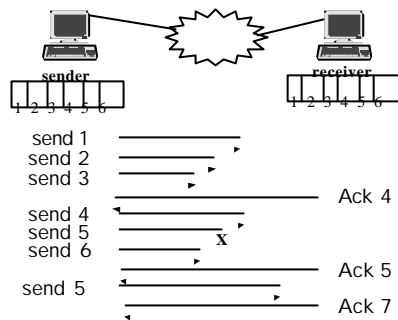 sender
receiver
1 2 3 4 5 6
1 2 3 4 5 6
send 1
send 2
send 3
Ack 4
send 4
send 5
X
send 6
Ack 5
send 5
Ack 7